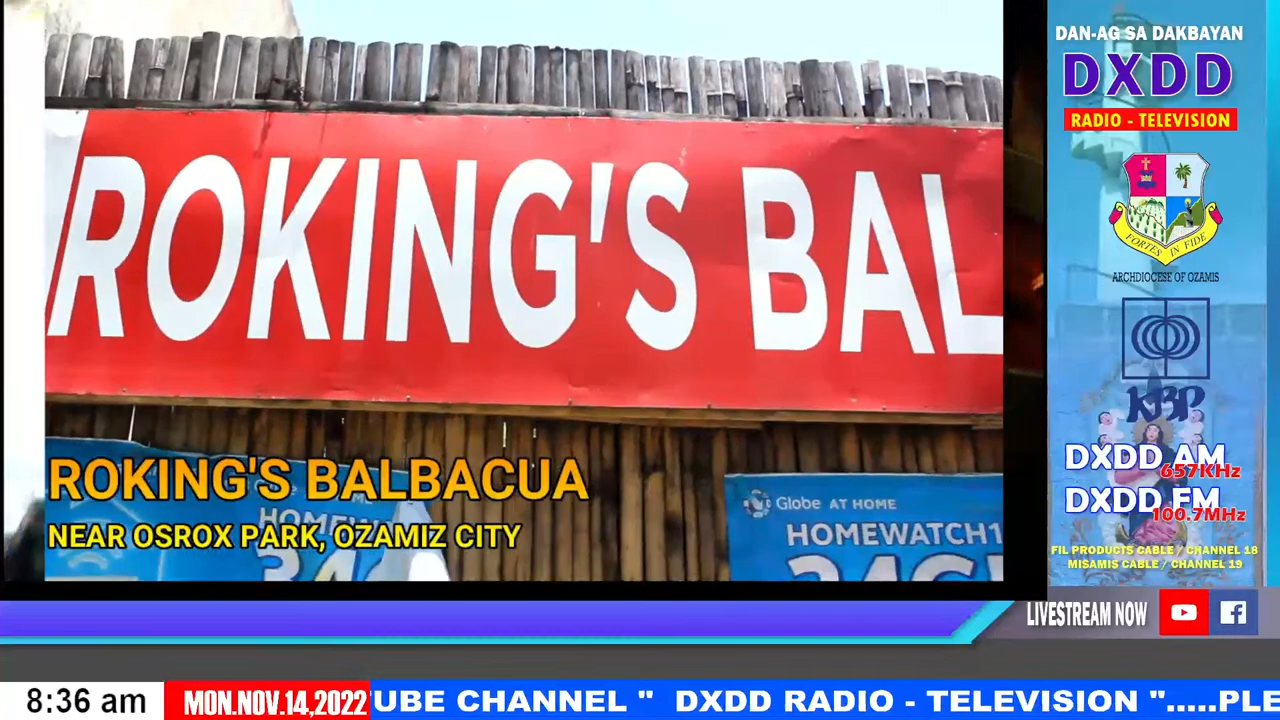 ROKING'S BAL
ROKING'S BALBACUA
NEAR OSROX PARK, OZAMIZ CITY
Globe AT HOME
HOMEWATCH1
DAN-AG SA DAKBAYAN
DXDD
RADIO - TELEVISION
FORTES IN FIDE
ARCHDIOCESE OF OZAMIS
KBP
DXDD AM
657KHz
DXDD FM
100.7MHz
FIL PRODUCTS CABLE / CHANNEL 18
MISAMIS CABLE / CHANNEL 19
LIVESTREAM NOW
8:36 am
MON.NOV.14,2022
TUBE CHANNEL " DXDD RADIO - TELEVISION ".....PLE